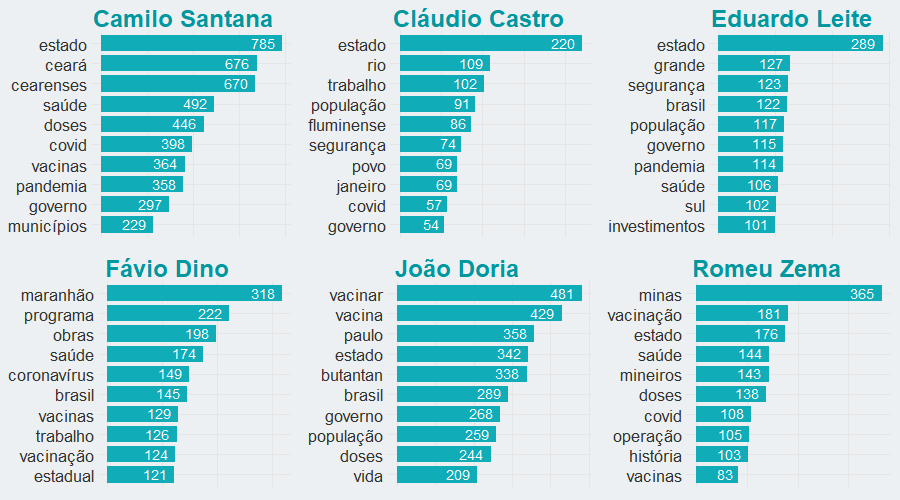 Camilo Santana
estado 785
ceará 676
cearenses 670
saúde 492
doses 446
covid 398
vacinas 364
pandemia 358
governo 297
municípios 229
Cláudio Castro
estado 220
rio 109
trabalho 102
população 91
fluminense 86
segurança 74
povo 69
janeiro 69
covid 57
governo 54
Eduardo Leite
estado 289
grande 127
segurança 123
brasil 122
população 117
governo 115
pandemia 114
saúde 106
sul 102
investimentos 101
Fávio Dino
maranhão 318
programa 222
obras 198
saúde 174
coronavírus 149
brasil 145
vacinas 129
trabalho 126
vacinação 124
estadual 121
João Doria
vacinar 481
vacina 429
paulo 358
estado 342
butantan 338
brasil 289
governo 268
população 259
doses 244
vida 209
Romeu Zema
minas 365
vacinação 181
estado 176
saúde 144
mineiros 143
doses 138
covid 108
operação 105
história 103
vacinas 83